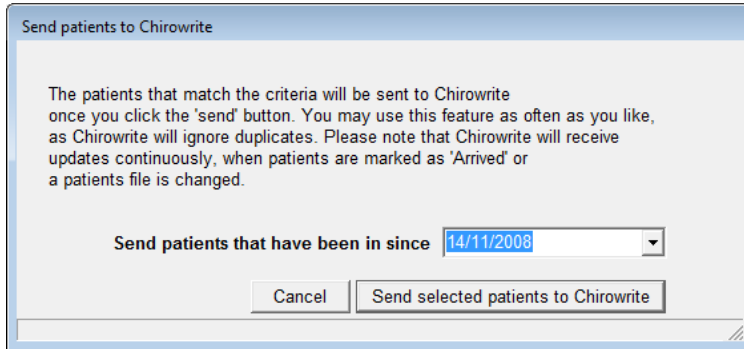 Send patients to Chirowrite
The patients that match the criteria will be sent to Chirowrite
once you click the 'send' button. You may use this feature as often as you like,
as Chirowrite will ignore duplicates. Please note that Chirowrite will receive
updates continuously, when patients are marked as 'Arrived' or
a patients file is changed.
Send patients that have been in since 14/11/2008
Cancel Send selected patients to Chirowrite